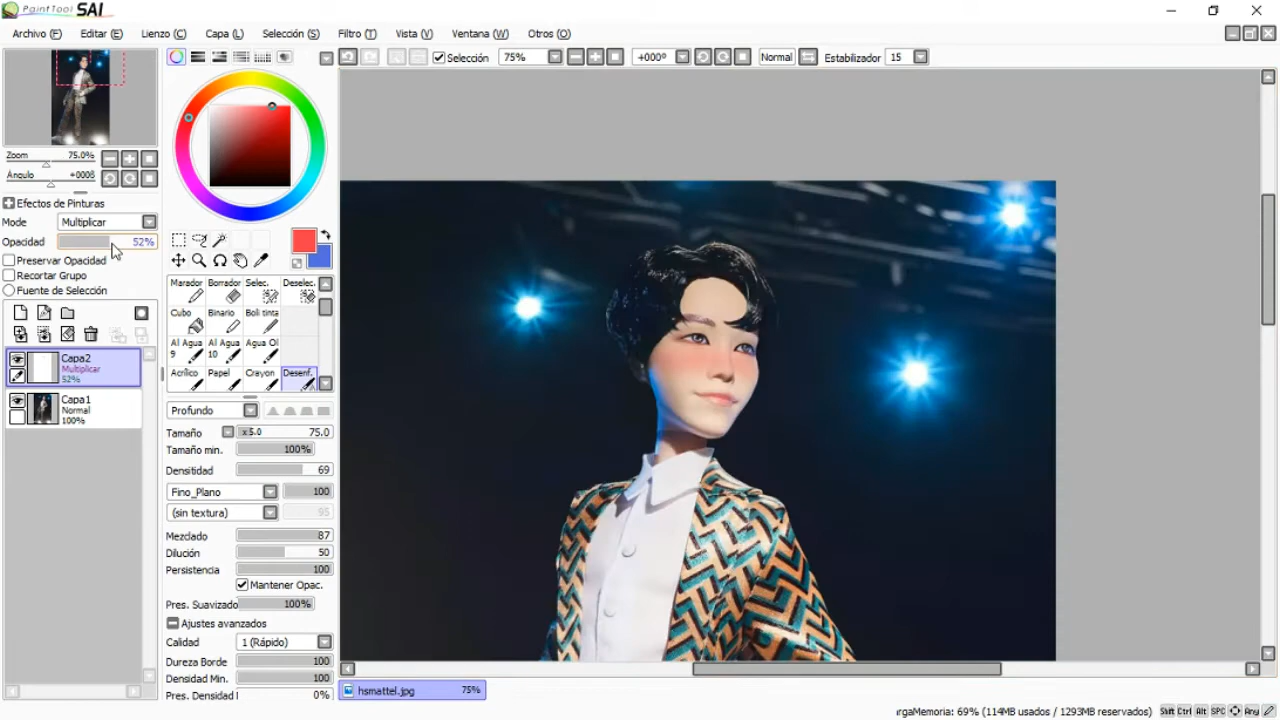 PaintTool SAI
Archivo (F) Editar (E) Lienzo (C) Capa (L) Selección (S) Filtro (T) Vista (V) Ventana (W) Otros (O)
Selección 75% +000º Normal Estabilizador 15
Zoom 75.0%
Ángulo +000ß
Efectos de Pinturas
Mode Multiplicar
Opacidad 52%
Preservar Opacidad
Recortar Grupo
Fuente de Selección
Capa2
Multiplicar
52%
Capa1
Normal
100%
Marador Borrador Selec. Deselec.
Cubo Binario Boli tinta
Al Agua 9 Al Agua 10 Agua Ol
Acrílico Papel Crayon Desenf.
Profundo
Tamaño x5.0 75.0
Tamaño min. 100%
Densitidad 69
Fino_Plano 100
(sin textura) 95
Mezclado 87
Dilución 50
Persistencia 100
Mantener Opac.
Pres. Suavizado 100%
Ajustes avanzados
Calidad 1 (Rápido)
Dureza Borde 100
Densidad Min. 100
Pres. Densidad 0%
hsmattel.jpg 75%
rgaMemoria: 69% (114MB usados / 1293MB reservados) Shift Ctrl Alt SPC Any